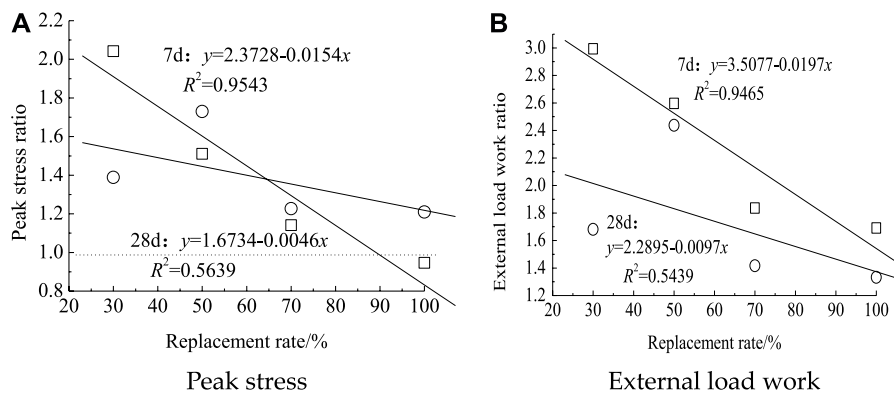 A
2.2
2.0
1.8
1.6
1.4
1.2
1.0
0.8
Peak stress ratio
7d：y=2.3728-0.0154x
R²=0.9543
28d：y=1.6734-0.0046x
R²=0.5639
20 30 40 50 60 70 80 90 100
Replacement rate/%
Peak stress
B
3.0
2.8
2.6
2.4
2.2
2.0
1.8
1.6
1.4
1.2
External load work ratio
7d：y=3.5077-0.0197x
R²=0.9465
28d：
y=2.2895-0.0097x
R²=0.5439
20 30 40 50 60 70 80 90 100
Replacement rate/%
External load work